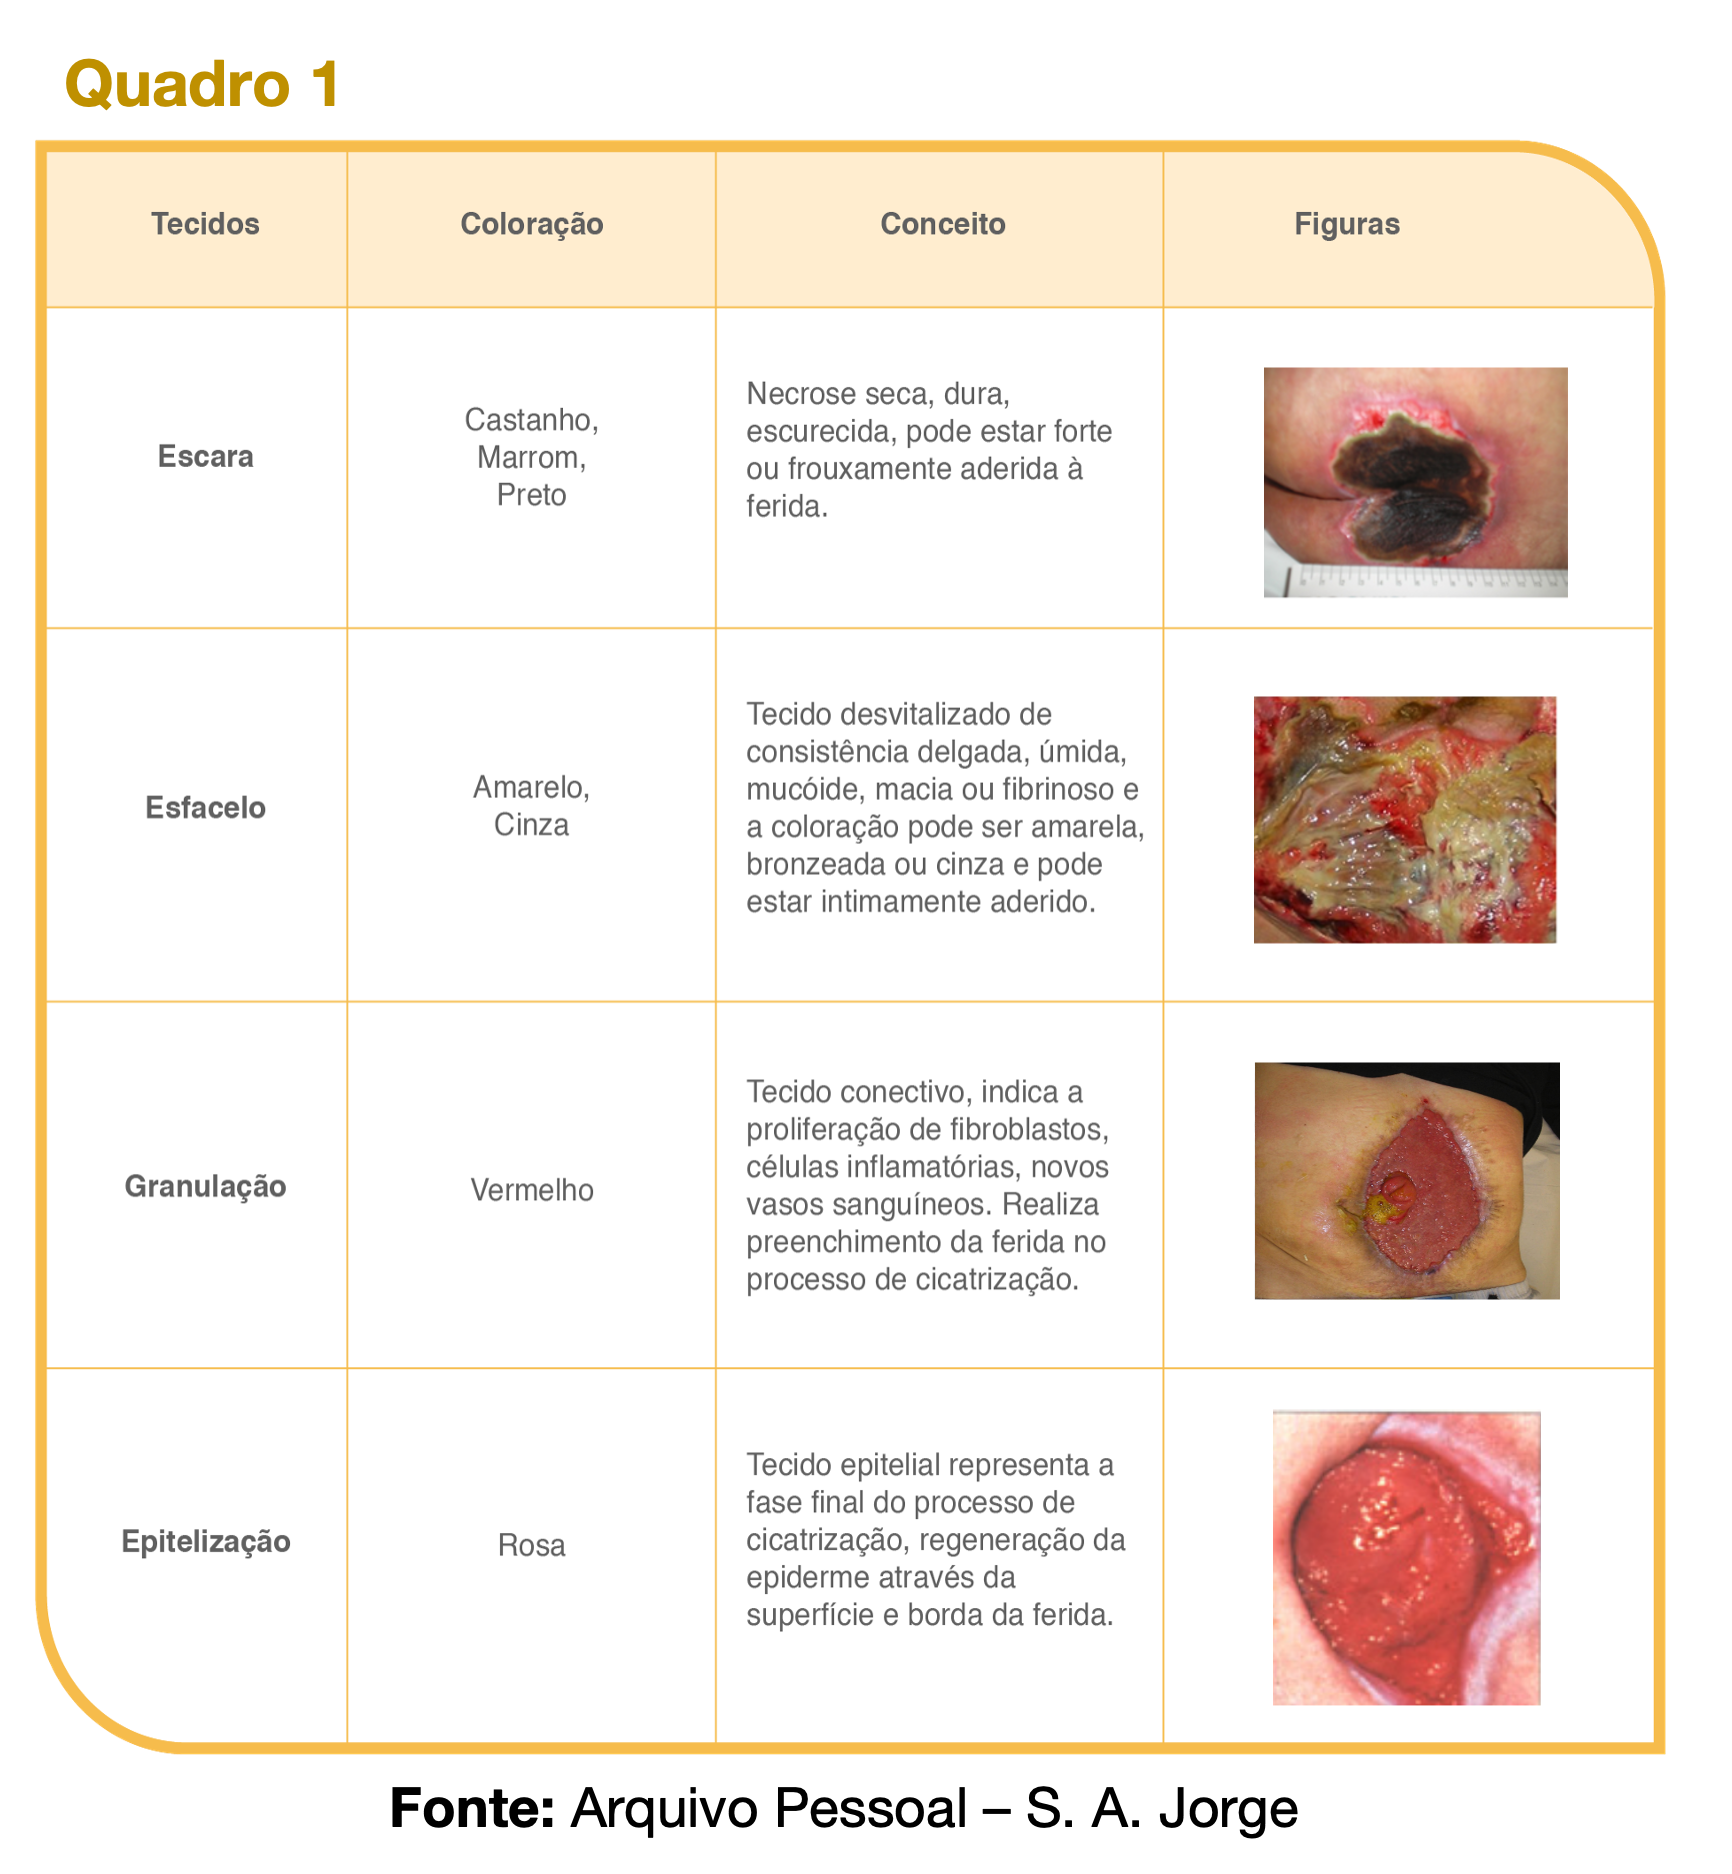 Quadro 1
Tecidos
Coloração
Conceito
Figuras
Escara
Castanho,
Marrom,
Preto
Necrose seca, dura,
escurecida, pode estar forte
ou frouxamente aderida à
ferida.
Esfacelo
Amarelo,
Cinza
Tecido desvitalizado de
consistência delgada, úmida,
mucóide, macia ou fibrinoso e
a coloração pode ser amarela,
bronzeada ou cinza e pode
estar intimamente aderido.
Granulação
Vermelho
Tecido conectivo, indica a
proliferação de fibroblastos,
células inflamatórias, novos
vasos sanguíneos. Realiza
preenchimento da ferida no
processo de cicatrização.
Epitelização
Rosa
Tecido epitelial representa a
fase final do processo de
cicatrização, regeneração da
epiderme através da
superfície e borda da ferida.
Fonte: Arquivo Pessoal – S. A. Jorge